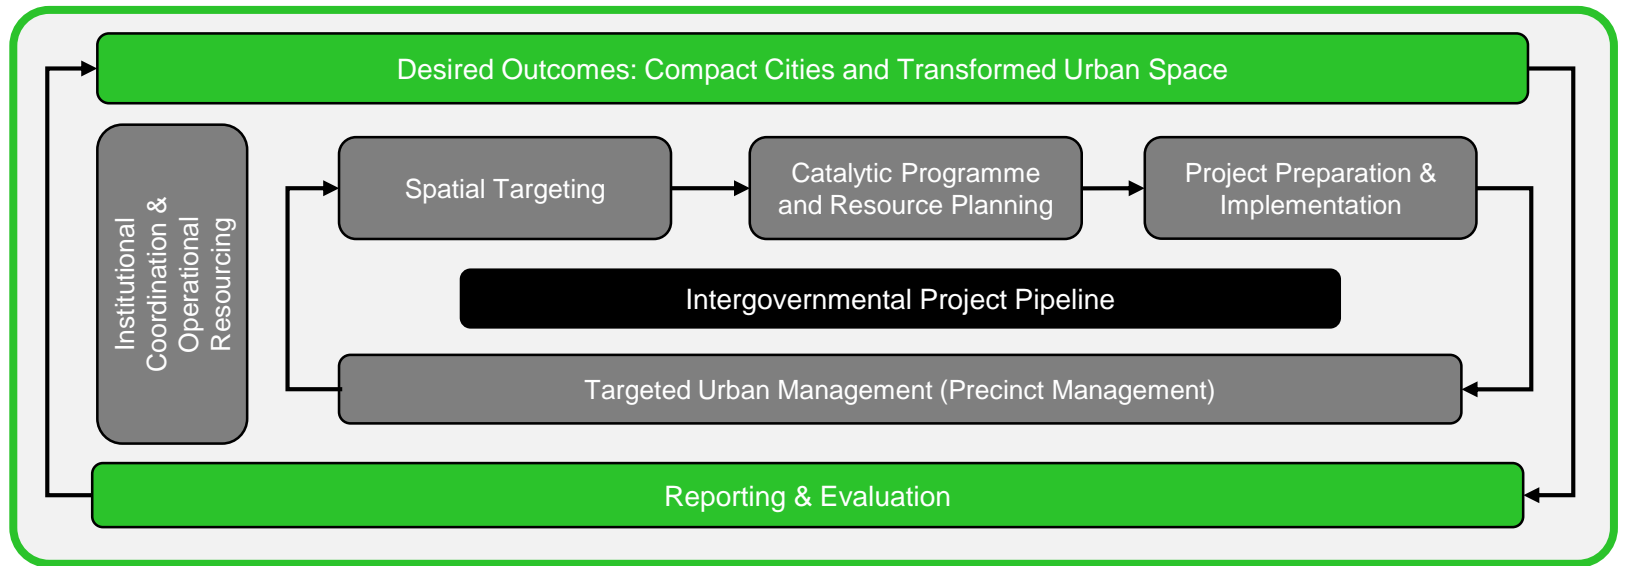 Desired Outcomes: Compact Cities and Transformed Urban Space
Institutional
Coordination &
Operational
Resourcing
Spatial Targeting
Catalytic Programme
and Resource Planning
Project Preparation &
Implementation
Intergovernmental Project Pipeline
Targeted Urban Management (Precinct Management)
Reporting & Evaluation